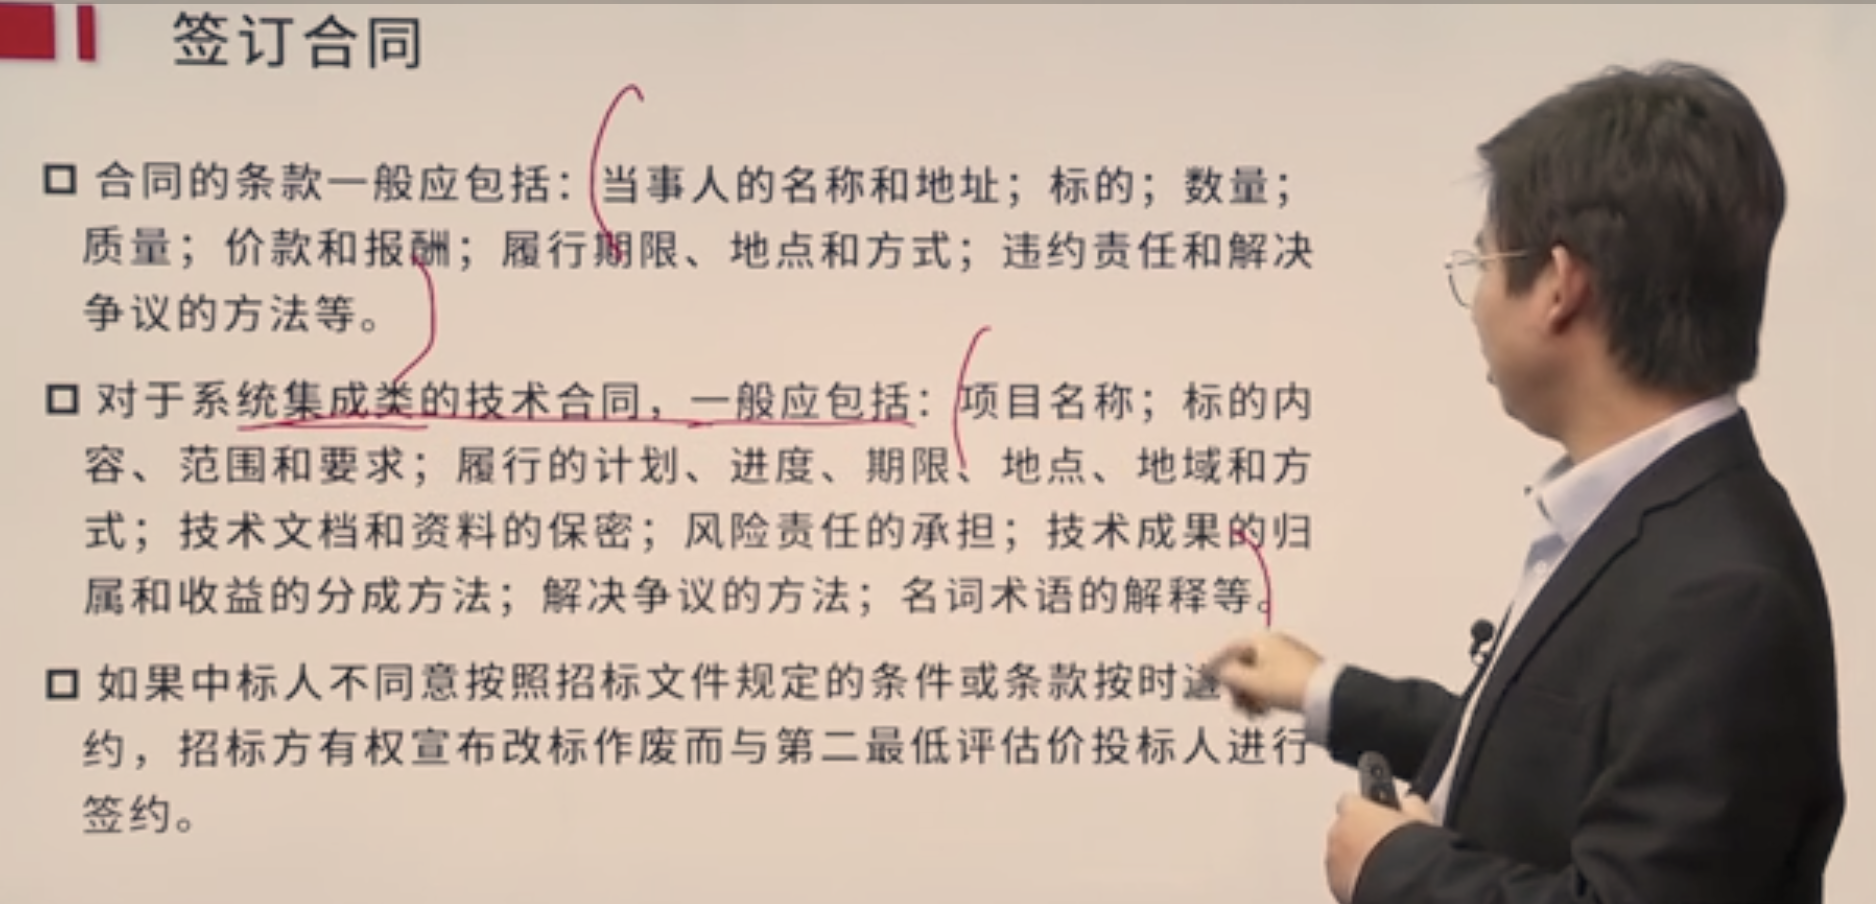 签订合同
合同的条款一般应包括：当事人的名称和地址；标的；数量；
质量；价款和报酬；履行期限、地点和方式；违约责任和解决
争议的方法等。
对于系统集成类的技术合同，一般应包括：项目名称；标的内
容、范围和要求；履行的计划、进度、期限、地点、地域和方
式；技术文档和资料的保密；风险责任的承担；技术成果的归
属和收益的分成方法；解决争议的方法；名词术语的解释等。
如果中标人不同意按照招标文件规定的条件或条款按时
约，招标方有权宣布改标作废而与第二最低评估价投标人进行
签约。